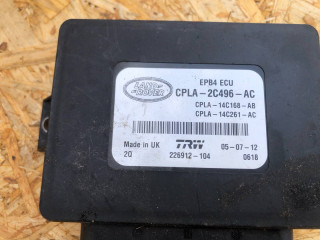 EPB4 ECU
LAND ROVER
CPLA-2C496-AC
CPLA-14C168-AB
CPLA-14C261-AC
Made in UK TRW 05-07-12
2Q 226912-104 0618